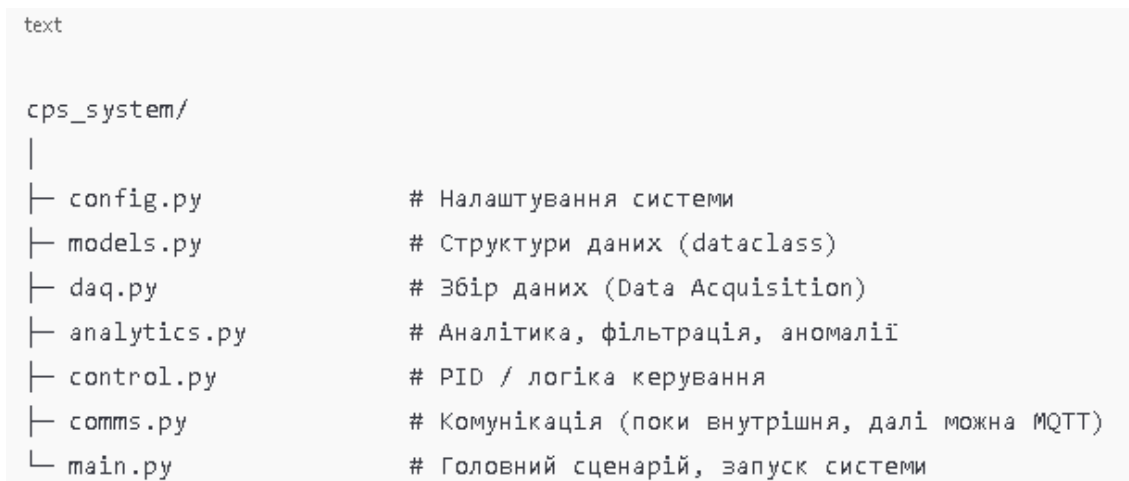 text
cps_system/
│
├─ config.py # Налаштування системи
├─ models.py # Структури даних (dataclass)
├─ daq.py # Збір даних (Data Acquisition)
├─ analytics.py # Аналітика, фільтрація, аномалії
├─ control.py # PID / логіка керування
├─ comms.py # Комунікація (поки внутрішня, далі можна MQTT)
└─ main.py # Головний сценарій, запуск системи